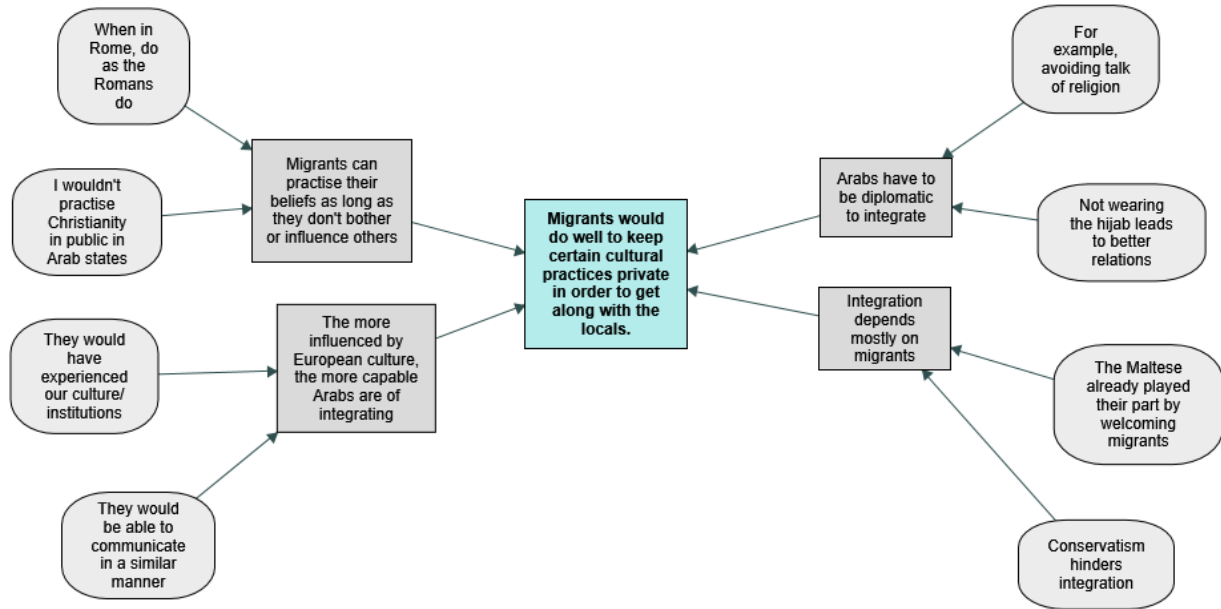 When in
Rome, do
as the
Romans
do
I wouldn't
practise
Christianity
in public in
Arab states
Migrants can
practise their
beliefs as long as
they don't bother
or influence others
They would
have
experienced
our culture/
institutions
The more
influenced by
European culture,
the more capable
Arabs are of
integrating
They would
be able to
communicate
in a similar
manner
Migrants would
do well to keep
certain cultural
practices private
in order to get
along with the
locals.
For
example,
avoiding talk
of religion
Arabs have to
be diplomatic
to integrate
Not wearing
the hijab leads
to better
relations
Integration
depends
mostly on
migrants
The Maltese
already played
their part by
welcoming
migrants
Conservatism
hinders
integration